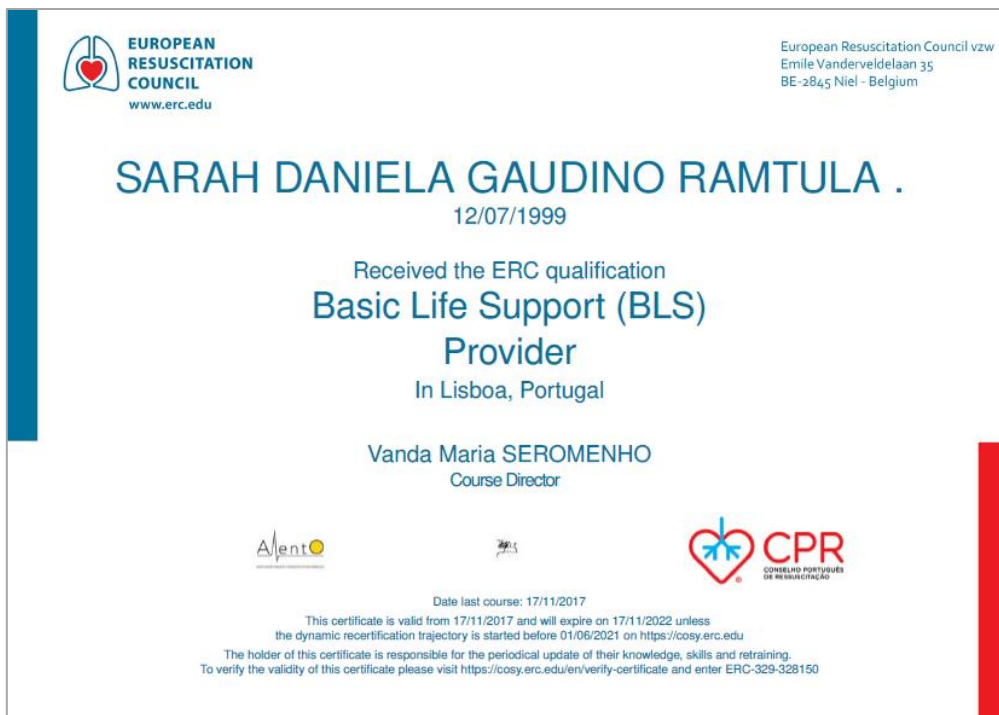 EUROPEAN
RESUSCITATION
COUNCIL
www.erc.edu
European Resuscitation Council vzw
Emile Vanderveldelaan 35
BE-2845 Niel - Belgium
SARAH DANIELA GAUDINO RAMTULA .
12/07/1999
Received the ERC qualification
Basic Life Support (BLS)
Provider
In Lisboa, Portugal
Vanda Maria SEROMENHO
Course Director
AlentO
CPR
CONSELHO PORTUGUÊS
DE RESSUSCITAÇÃO
Date last course: 17/11/2017
This certificate is valid from 17/11/2017 and will expire on 17/11/2022 unless
the dynamic recertification trajectory is started before 01/06/2021 on https://cosy.erc.edu
The holder of this certificate is responsible for the periodical update of their knowledge, skills and retraining.
To verify the validity of this certificate please visit https://cosy.erc.edu/en/verify-certificate and enter ERC-329-328150